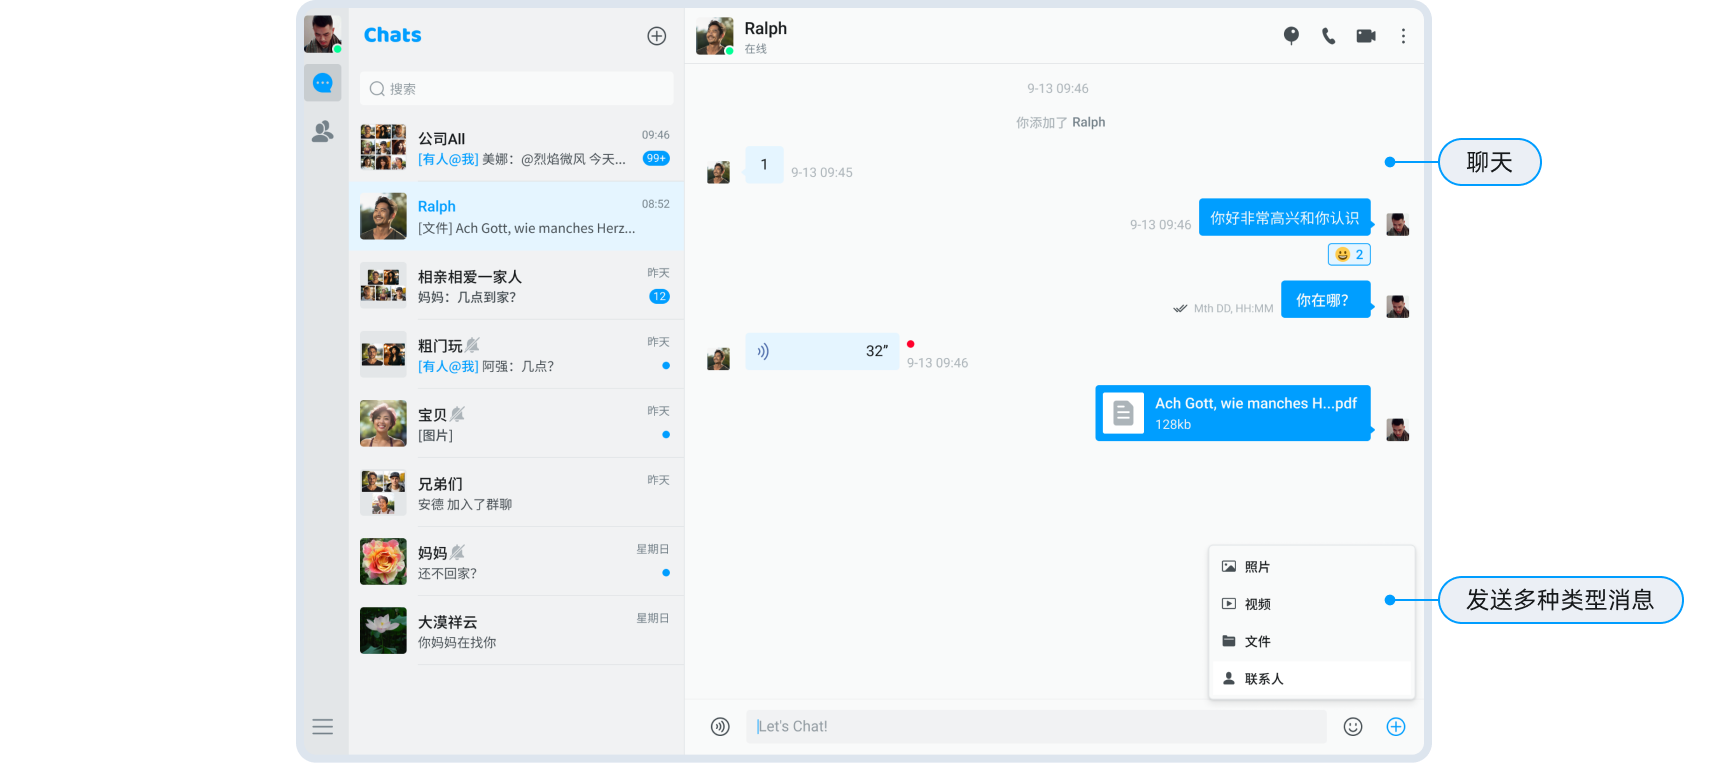 Chats
搜索
公司All
09:46
[有人@我] 美娜：@烈焰微风 今天...
99+
Ralph
08:52
[文件] Ach Gott, wie manches Herz...
相亲相爱一家人
昨天
妈妈：几点到家？
12
粗门玩
昨天
[有人@我] 阿强：几点？
宝贝
昨天
[图片]
兄弟们
昨天
安德 加入了群聊
妈妈
星期日
还不回家？
大漠祥云
星期日
你妈妈在找你
Ralph
在线
9-13 09:46
你添加了 Ralph
1
9-13 09:45
9-13 09:46
你好非常高兴和你认识
2
Mth DD, HH:MM
你在哪？
32”
9-13 09:46
Ach Gott, wie manches H...pdf
128kb
照片
视频
文件
联系人
Let's Chat!
聊天
发送多种类型消息